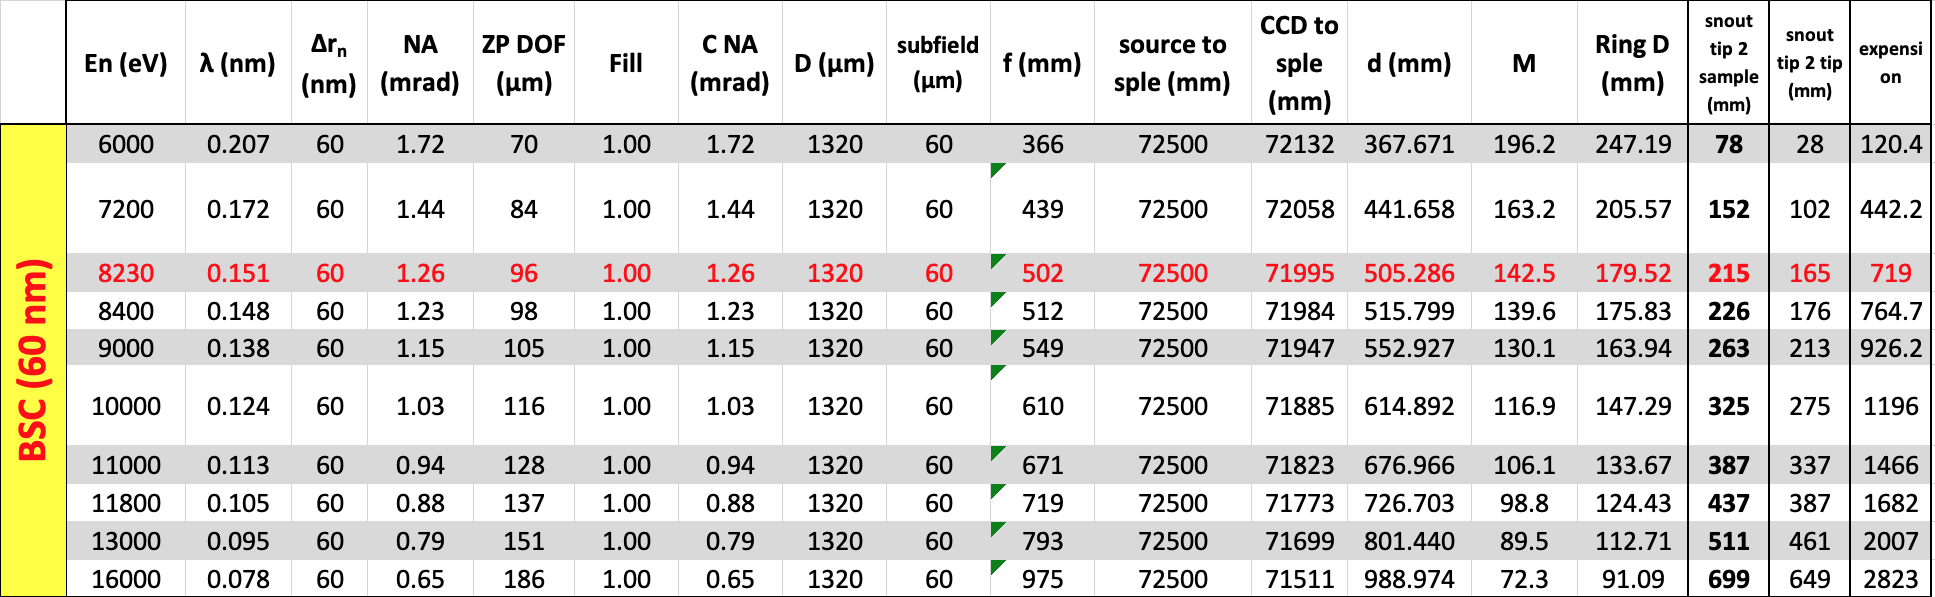 En (eV) λ (nm) Δrn (nm) NA (mrad) ZP DOF (µm) Fill C NA (mrad) D (µm) subfield (µm) f (mm) source to sple (mm) CCD to sple (mm) d (mm) M Ring D (mm) snout tip 2 sample (mm) snout tip 2 tip (mm) expension
BSC (60 nm)
6000 0.207 60 1.72 70 1.00 1.72 1320 60 366 72500 72132 367.671 196.2 247.19 78 28 120.4
7200 0.172 60 1.44 84 1.00 1.44 1320 60 439 72500 72058 441.658 163.2 205.57 152 102 442.2
8230 0.151 60 1.26 96 1.00 1.26 1320 60 502 72500 71995 505.286 142.5 179.52 215 165 719
8400 0.148 60 1.23 98 1.00 1.23 1320 60 512 72500 71984 515.799 139.6 175.83 226 176 764.7
9000 0.138 60 1.15 105 1.00 1.15 1320 60 549 72500 71947 552.927 130.1 163.94 263 213 926.2
10000 0.124 60 1.03 116 1.00 1.03 1320 60 610 72500 71885 614.892 116.9 147.29 325 275 1196
11000 0.113 60 0.94 128 1.00 0.94 1320 60 671 72500 71823 676.966 106.1 133.67 387 337 1466
11800 0.105 60 0.88 137 1.00 0.88 1320 60 719 72500 71773 726.703 98.8 124.43 437 387 1682
13000 0.095 60 0.79 151 1.00 0.79 1320 60 793 72500 71699 801.440 89.5 112.71 511 461 2007
16000 0.078 60 0.65 186 1.00 0.65 1320 60 975 72500 71511 988.974 72.3 91.09 699 649 2823